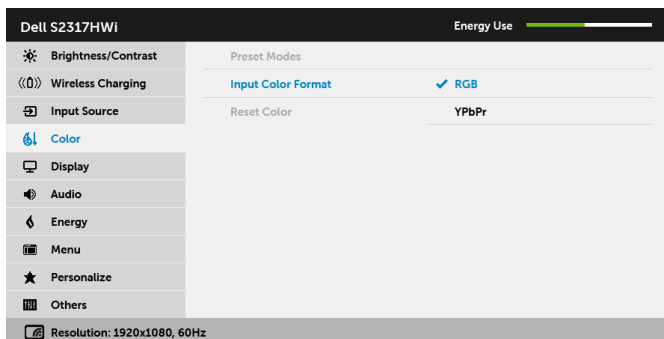 Dell S2317HWi Energy Use
Brightness/Contrast Preset Modes
Wireless Charging Input Color Format RGB
Input Source Reset Color YPbPr
Color
Display
Audio
Energy
Menu
Personalize
Others
Resolution: 1920x1080, 60Hz